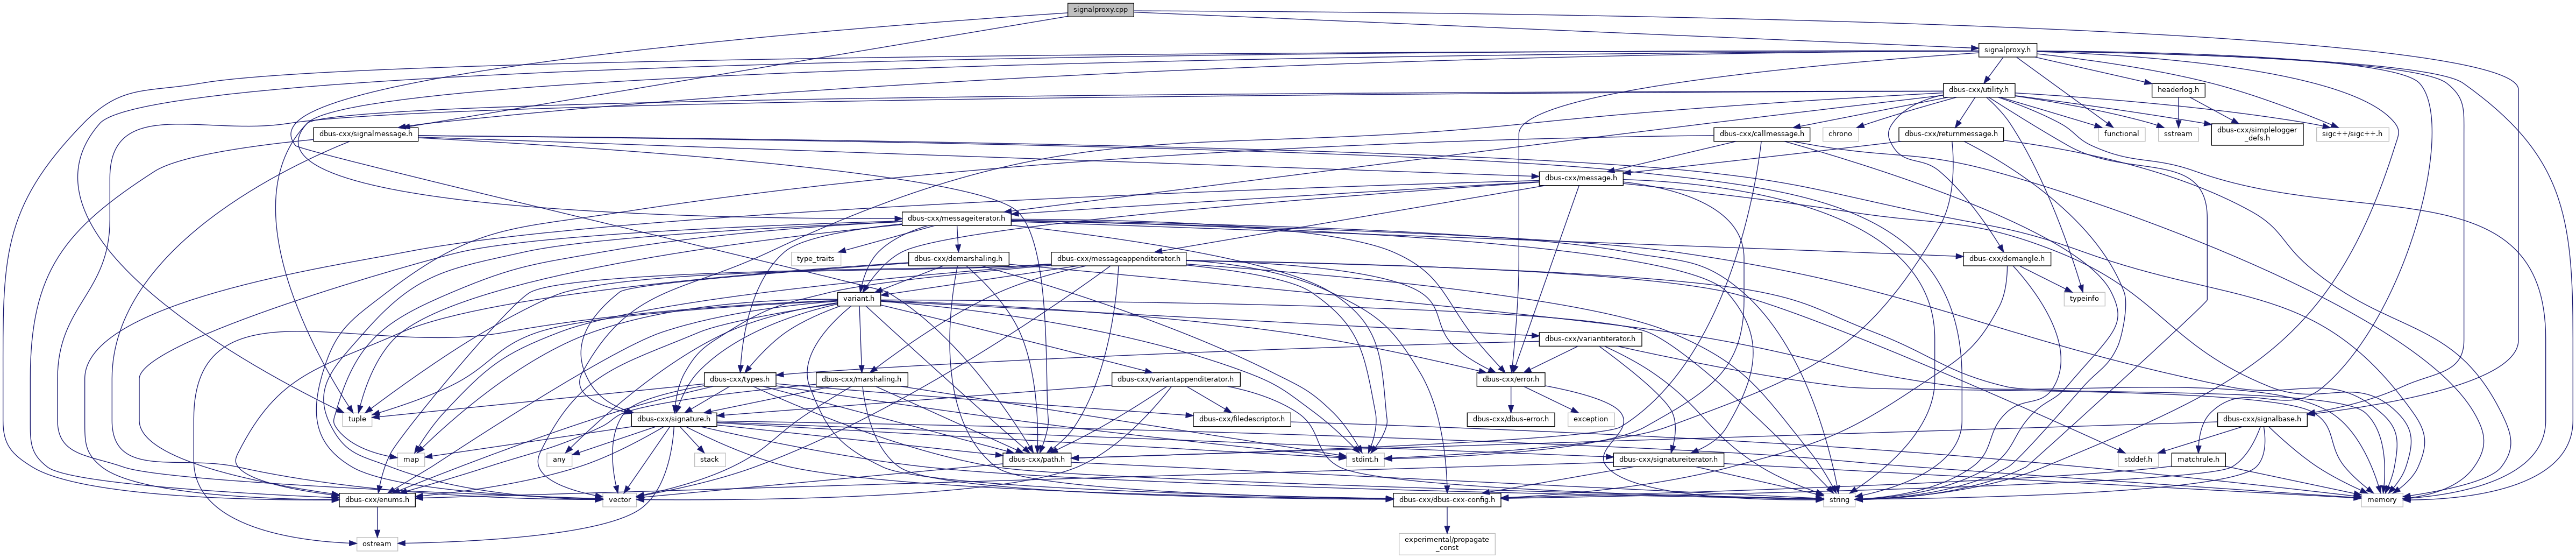 signalproxy.cpp
signalproxy.h
dbus-cxx/utility.h
headerlog.h
dbus-cxx/signalmessage.h
dbus-cxx/callmessage.h
chrono
dbus-cxx/returnmessage.h
functional
sstream
dbus-cxx/simplelogger
_defs.h
sigc++/sigc++.h
dbus-cxx/message.h
dbus-cxx/messageiterator.h
type_traits
dbus-cxx/demarshaling.h
dbus-cxx/messageappenditerator.h
dbus-cxx/demangle.h
variant.h
typeinfo
dbus-cxx/variantiterator.h
dbus-cxx/types.h
dbus-cxx/marshaling.h
dbus-cxx/variantappenditerator.h
dbus-cxx/error.h
tuple
dbus-cxx/signature.h
dbus-cxx/filedescriptor.h
dbus-cxx/dbus-error.h
exception
dbus-cxx/signalbase.h
map
any
stack
dbus-cxx/path.h
stdint.h
dbus-cxx/signatureiterator.h
stddef.h
matchrule.h
dbus-cxx/enums.h
vector
dbus-cxx/dbus-cxx-config.h
string
memory
ostream
experimental/propagate
_const